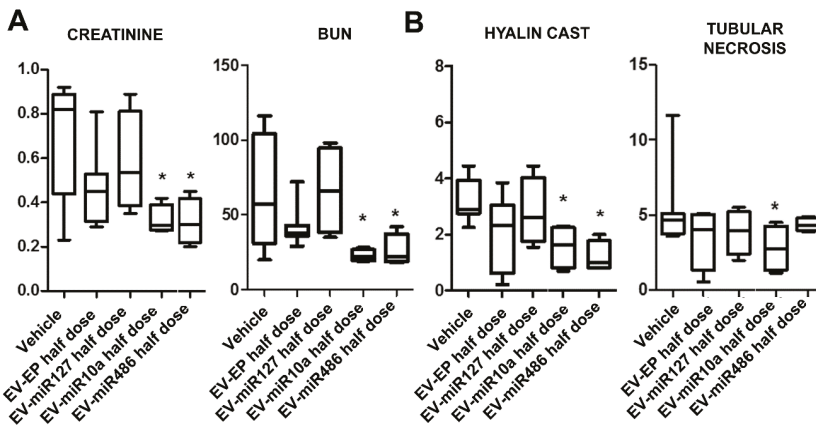 A
B
CREATININE
BUN
HYALIN CAST
TUBULAR
NECROSIS
1.0
0.8
0.6
0.4
0.2
0.0
* *
Vehicle
EV-EP half dose
EV-miR127 half dose
EV-miR10a half dose
EV-miR486 half dose
150
100
50
0
* *
Vehicle
EV-EP half dose
EV-miR127 half dose
EV-miR10a half dose
EV-miR486 half dose
8
6
4
2
0
* *
Vehicle
EV-EP half dose
EV-miR127 half dose
EV-miR10a half dose
EV-miR486 half dose
15
10
5
0
*
Vehicle
EV-EP half dose
EV-miR127 half dose
EV-miR10a half dose
EV-miR486 half dose